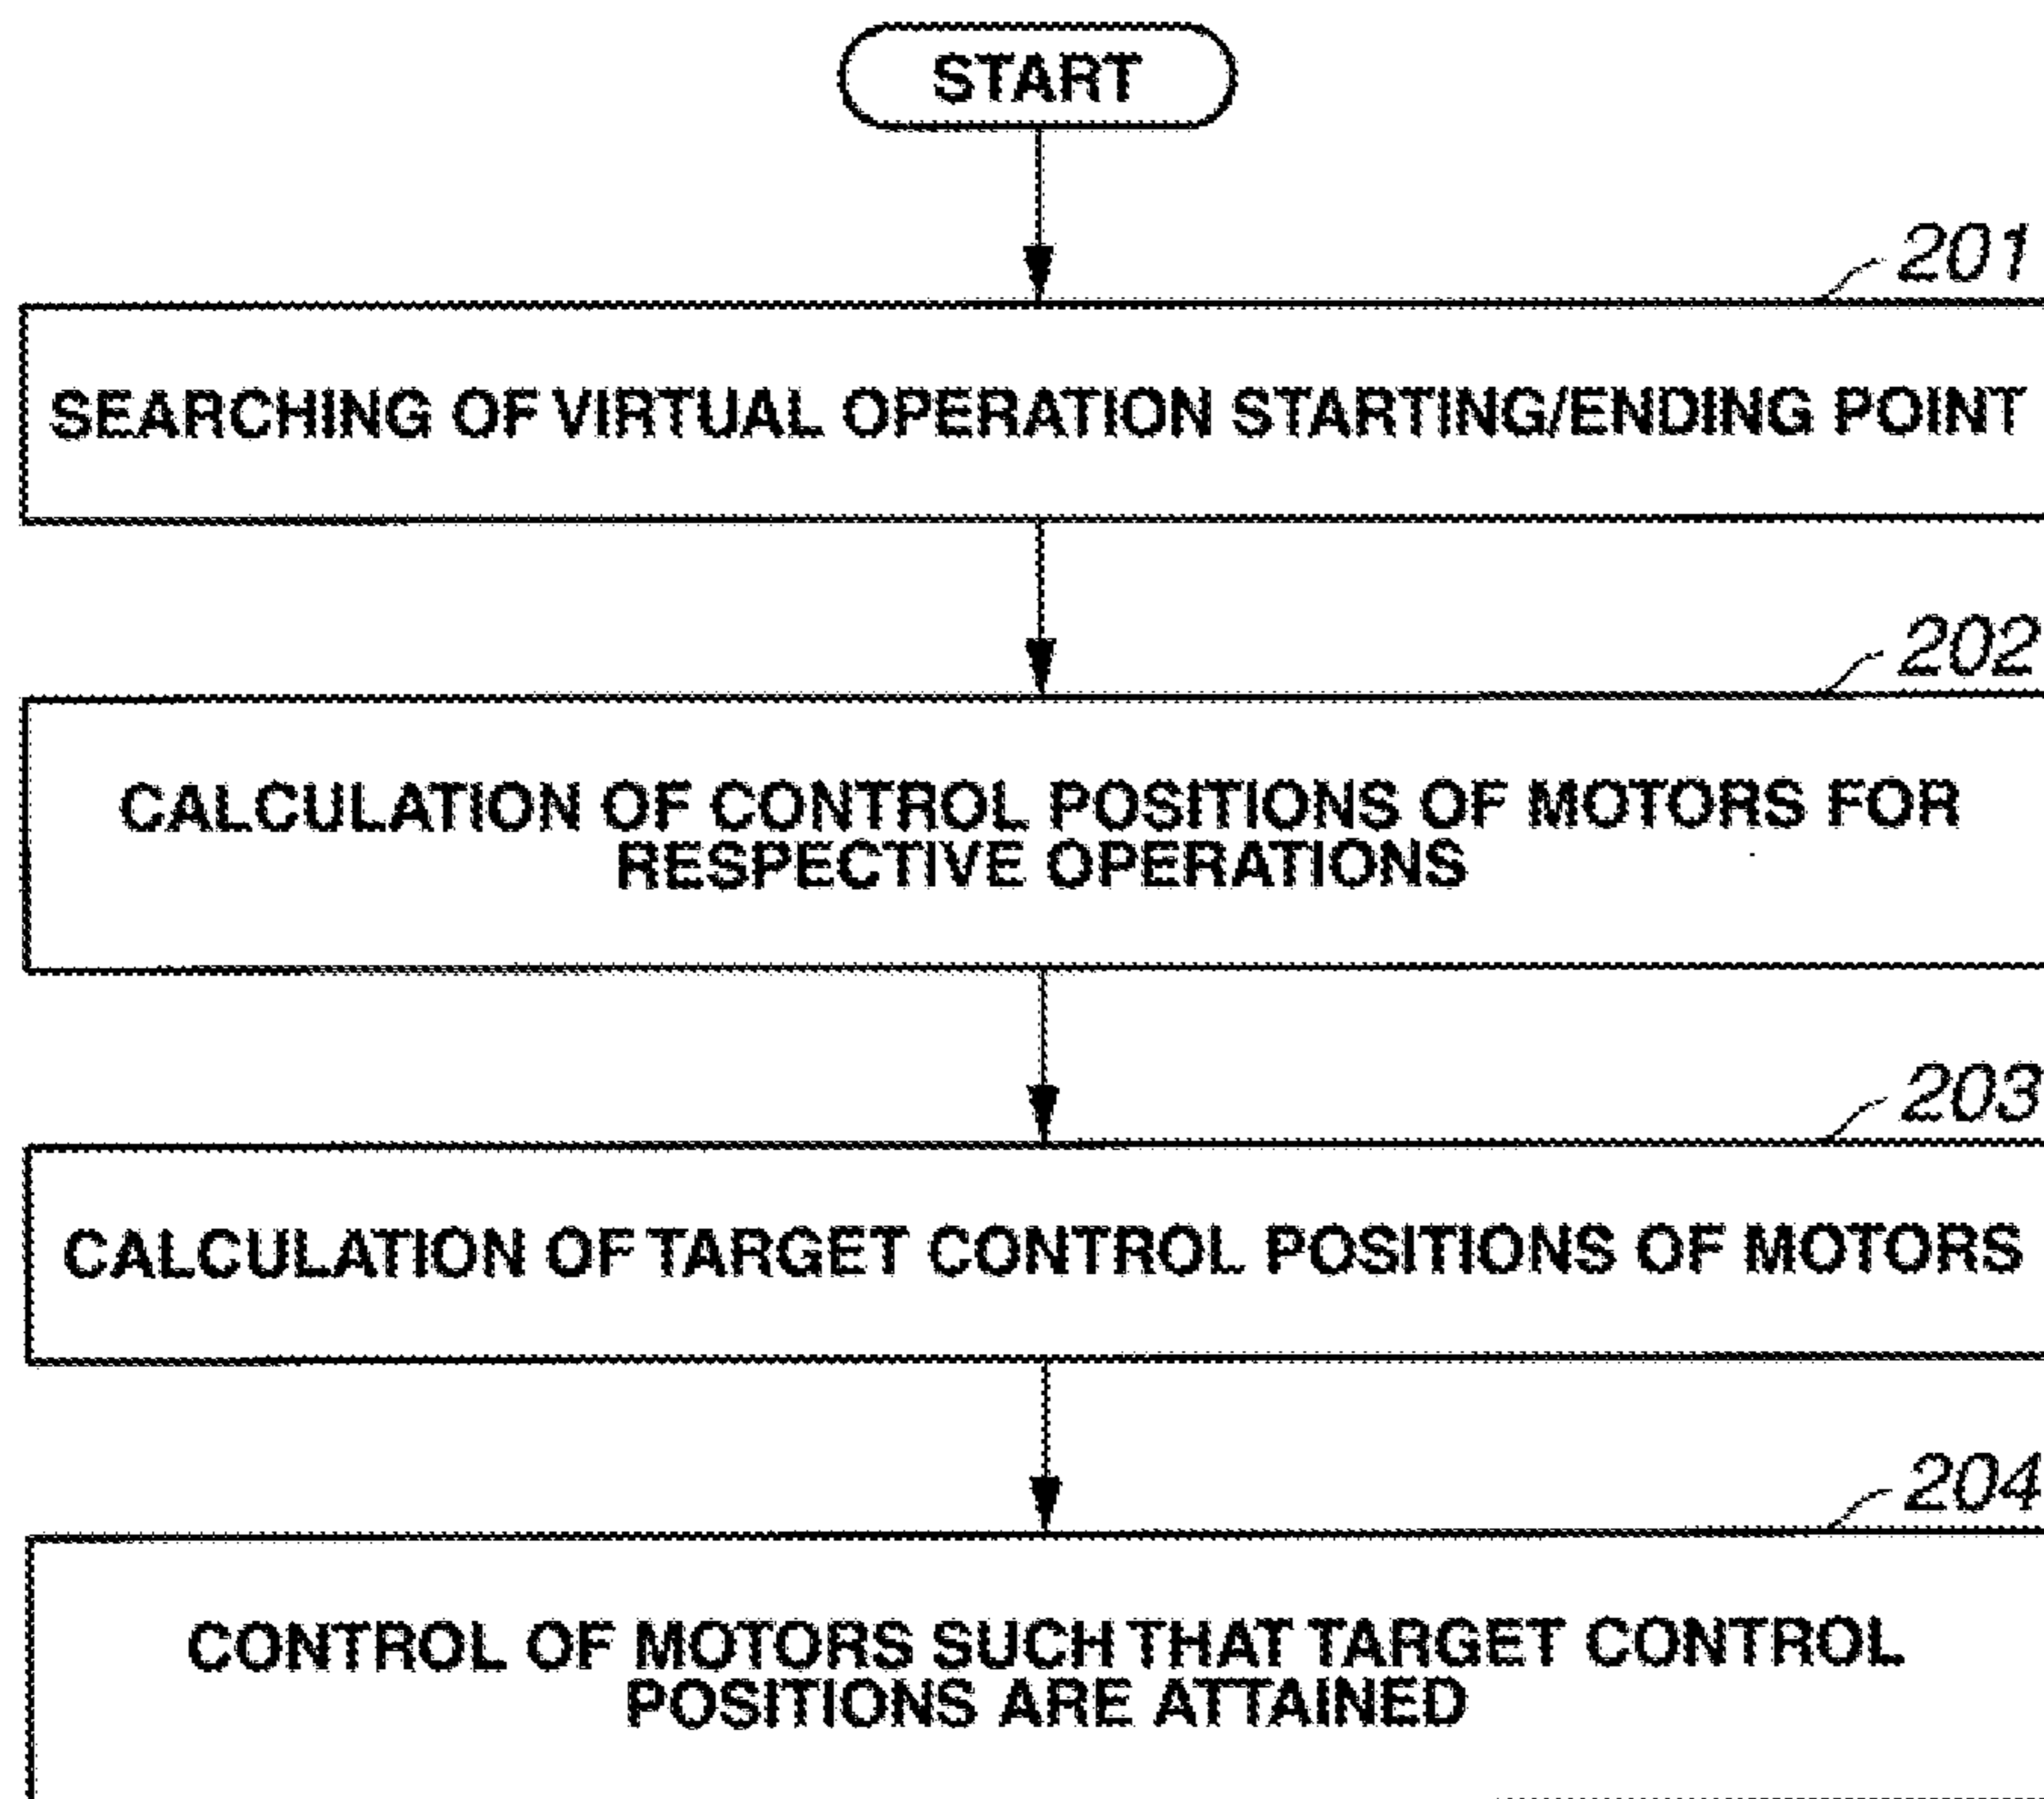 START
201
SEARCHING OF VIRTUAL OPERATION STARTING/ENDING POINT
202
CALCULATION OF CONTROL POSITIONS OF MOTORS FOR
RESPECTIVE OPERATIONS
203
CALCULATION OF TARGET CONTROL POSITIONS OF MOTORS
204
CONTROL OF MOTORS SUCH THAT TARGET CONTROL
POSITIONS ARE ATTAINED